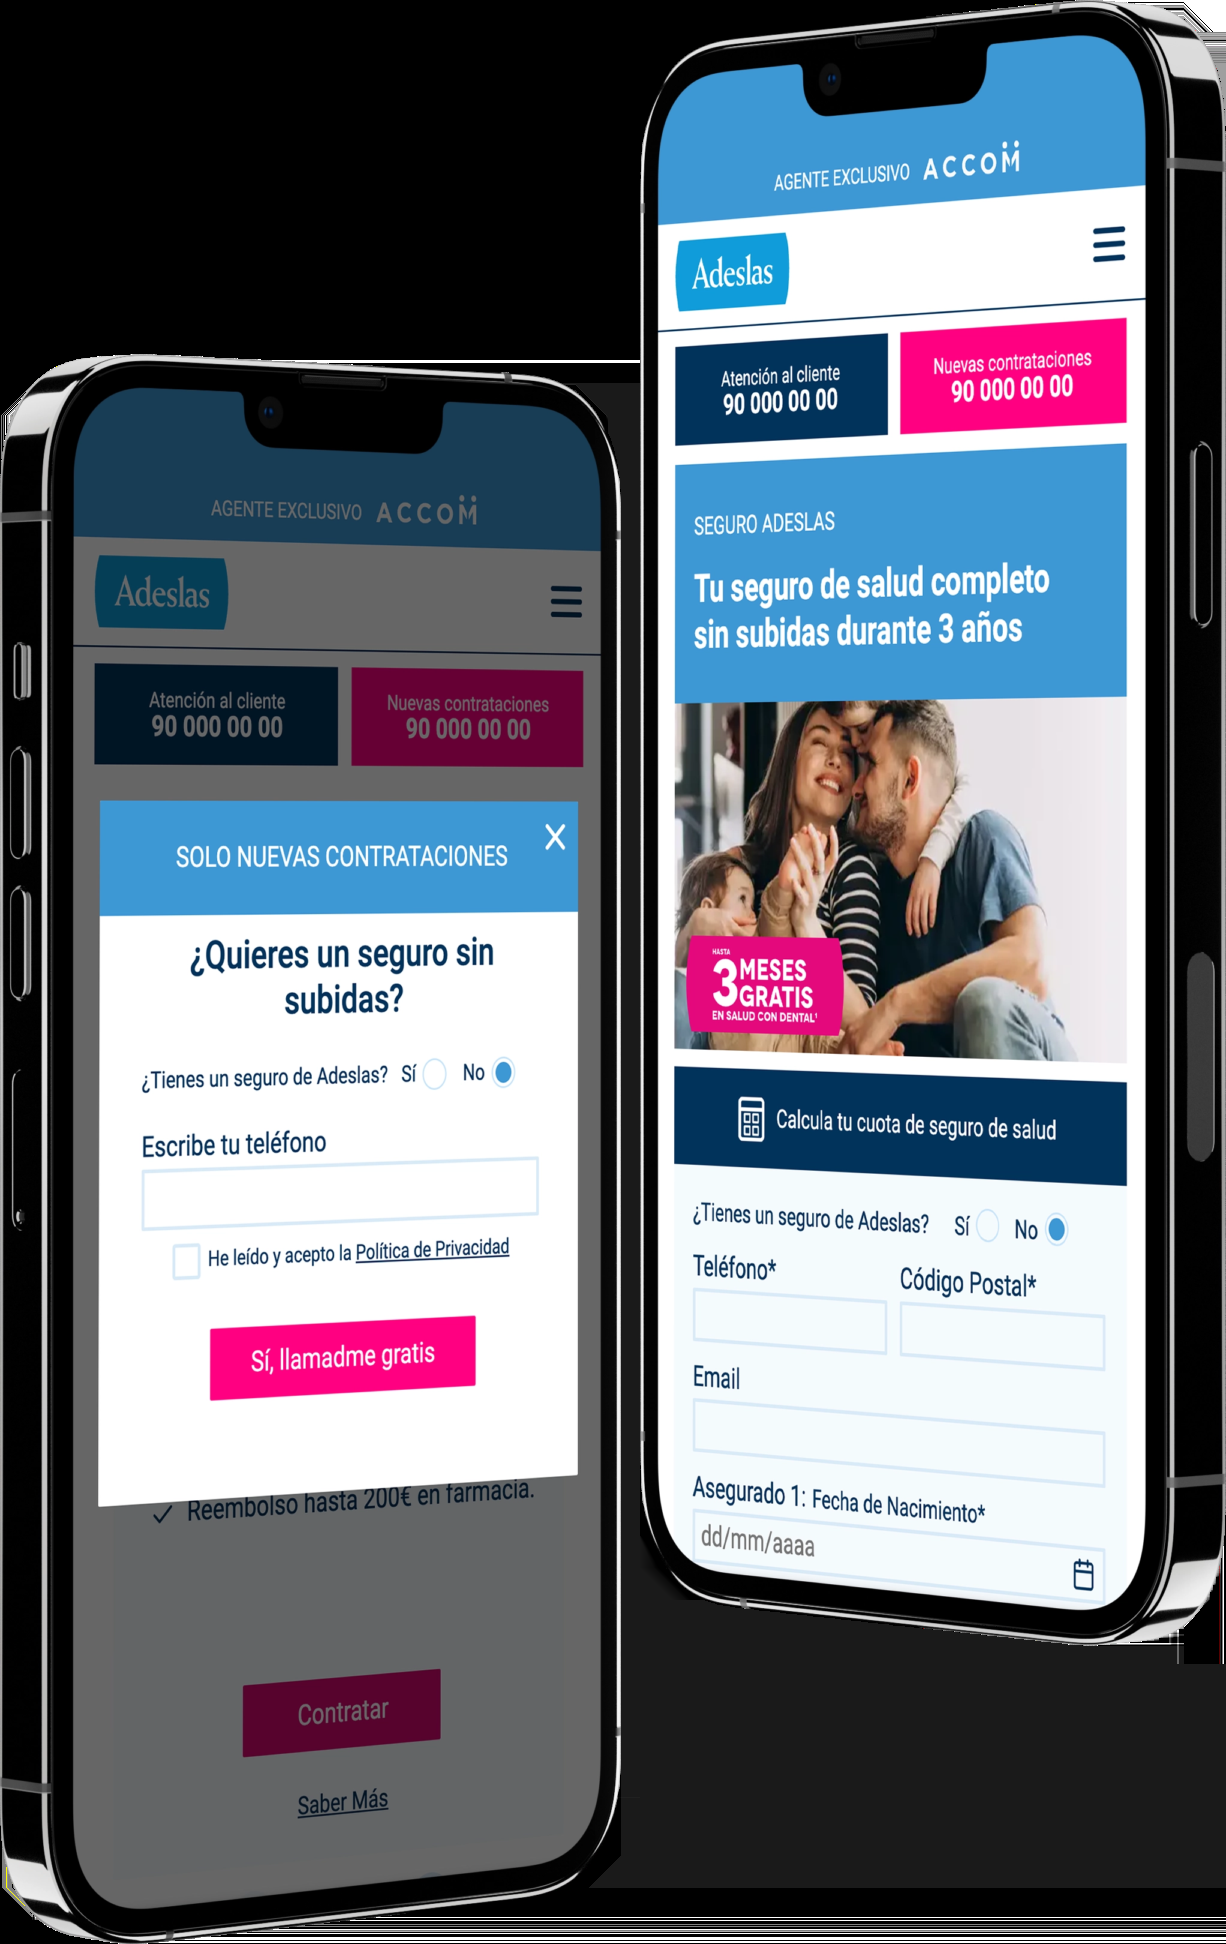 AGENTE EXCLUSIVO ACCOM
Adeslas
Atención al cliente
90 000 00 00
Nuevas contrataciones
90 000 00 00
SOLO NUEVAS CONTRATACIONES
X
¿Quieres un seguro sin
subidas?
¿Tienes un seguro de Adeslas? Sí No
Escribe tu teléfono
He leído y acepto la Política de Privacidad
Sí, llamadme gratis
Reembolso hasta 200€ en farmacia.
Contratar
Saber Más
AGENTE EXCLUSIVO ACCOM
Adeslas
Atención al cliente
90 000 00 00
Nuevas contrataciones
90 000 00 00
SEGURO ADESLAS
Tu seguro de salud completo
sin subidas durante 3 años
HASTA
3 MESES
GRATIS
EN SALUD CON DENTAL¹
Calcula tu cuota de seguro de salud
¿Tienes un seguro de Adeslas? Sí No
Teléfono*
Código Postal*
Email
Asegurado 1: Fecha de Nacimiento*
dd/mm/aaaa